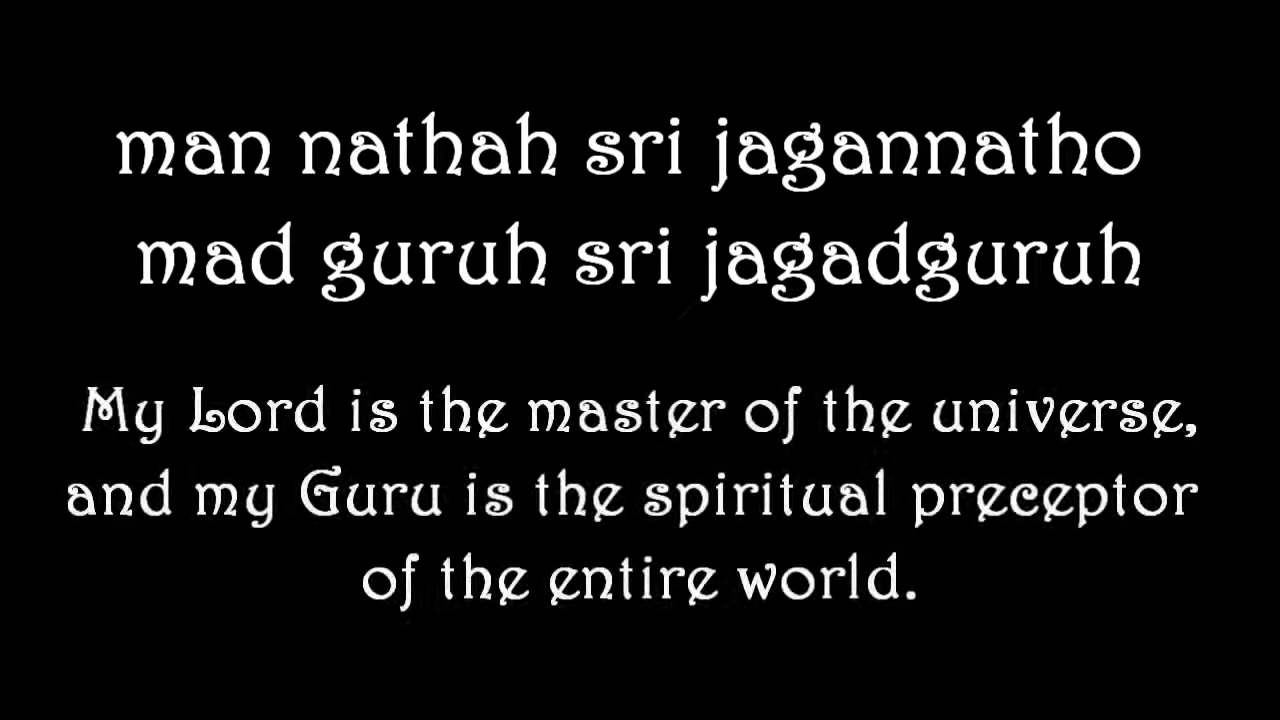 man nathah sri jagannatho
mad guruh sri jagadguruh
My Lord is the master of the universe,
and my Guru is the spiritual preceptor
of the entire world.